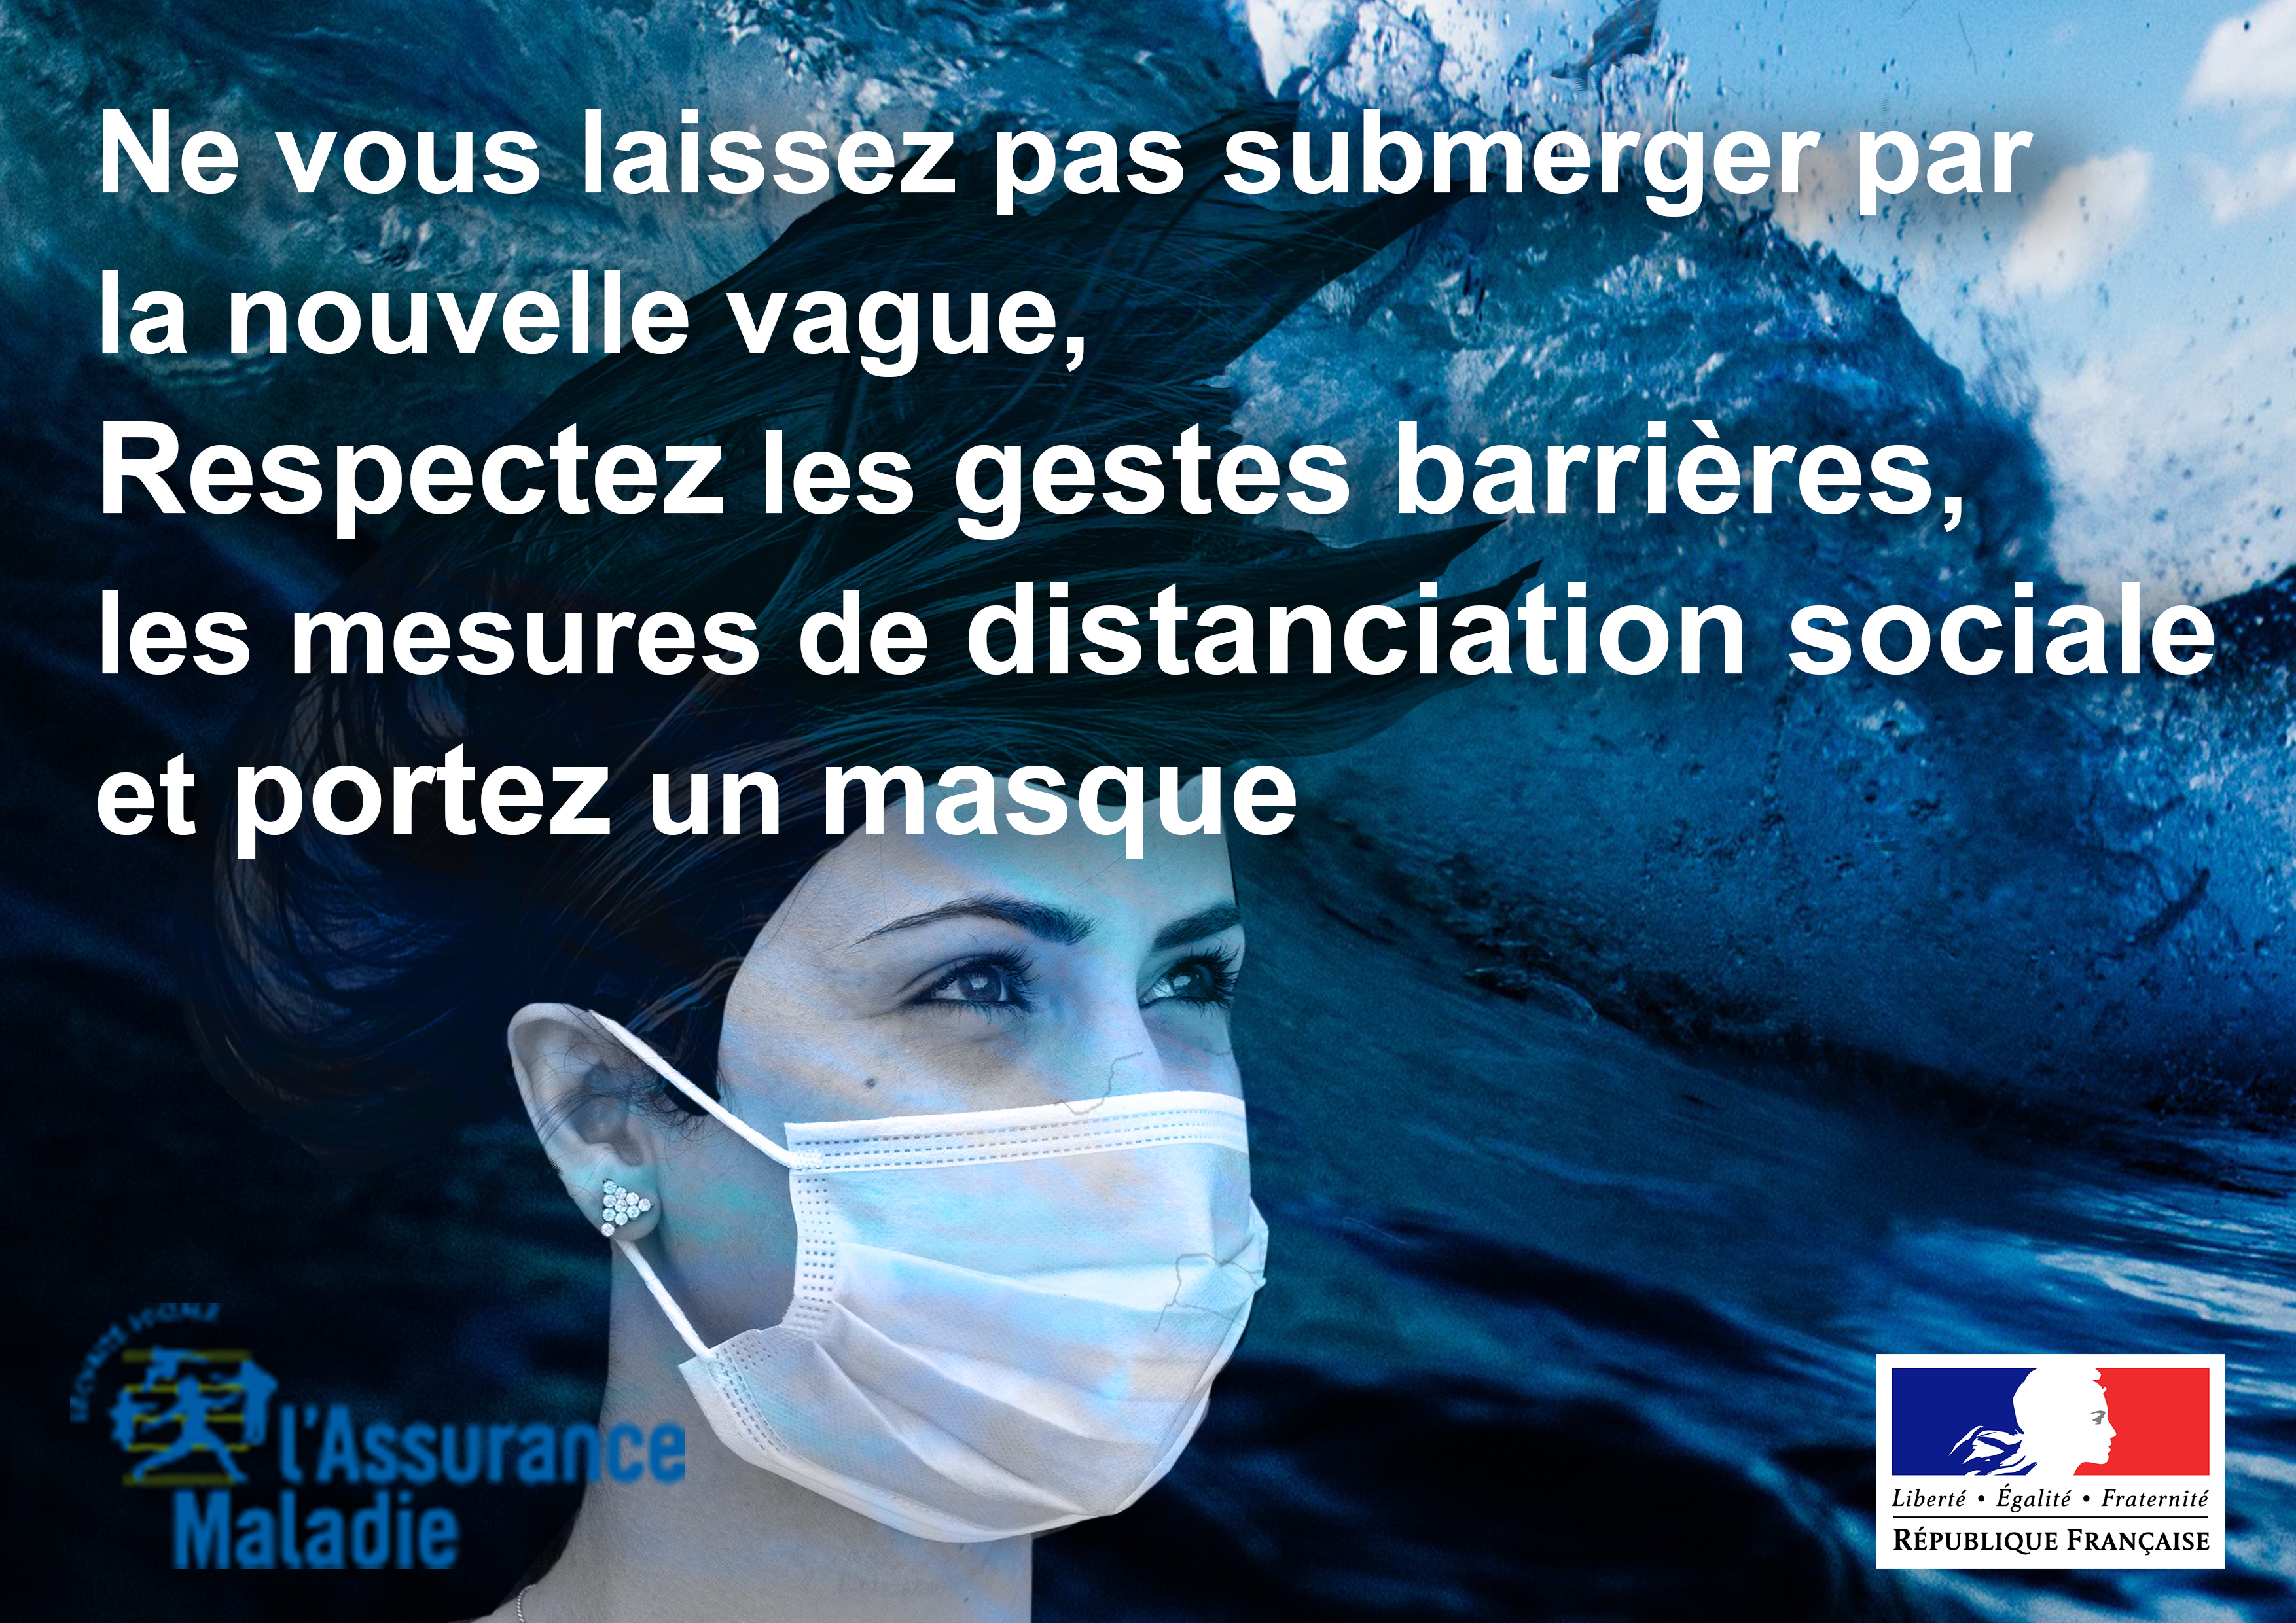 Ne vous laissez pas submerger par
la nouvelle vague,
Respectez les gestes barrières,
les mesures de distanciation sociale
et portez un masque
l'Assurance
Maladie
Liberté • Égalité • Fraternité
RÉPUBLIQUE FRANÇAISE